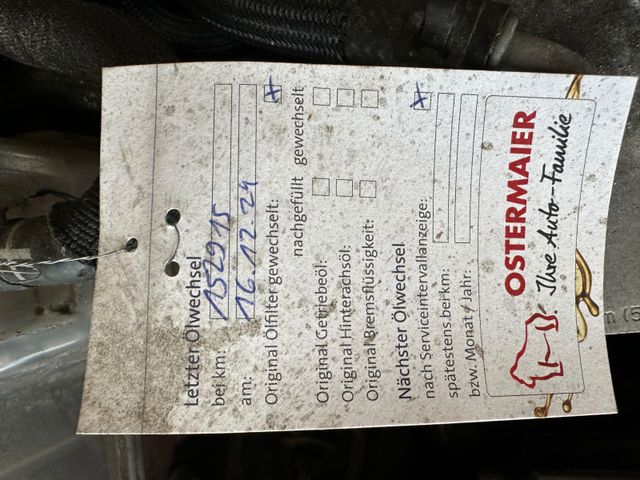 Letzter Ölwechsel
bei km: 152915
am: 16.12.24
Original Ölfilter gewechselt: x
nachgefüllt gewechselt
Original Getriebeöl:
Original Hinterachsöl:
Original Bremsflüssigkeit:
Nächster Ölwechsel
nach Serviceintervallanzeige: x
spätestens bei km:
bzw. Monat / Jahr:
OSTERMAIER
Ihre Auto-Familie